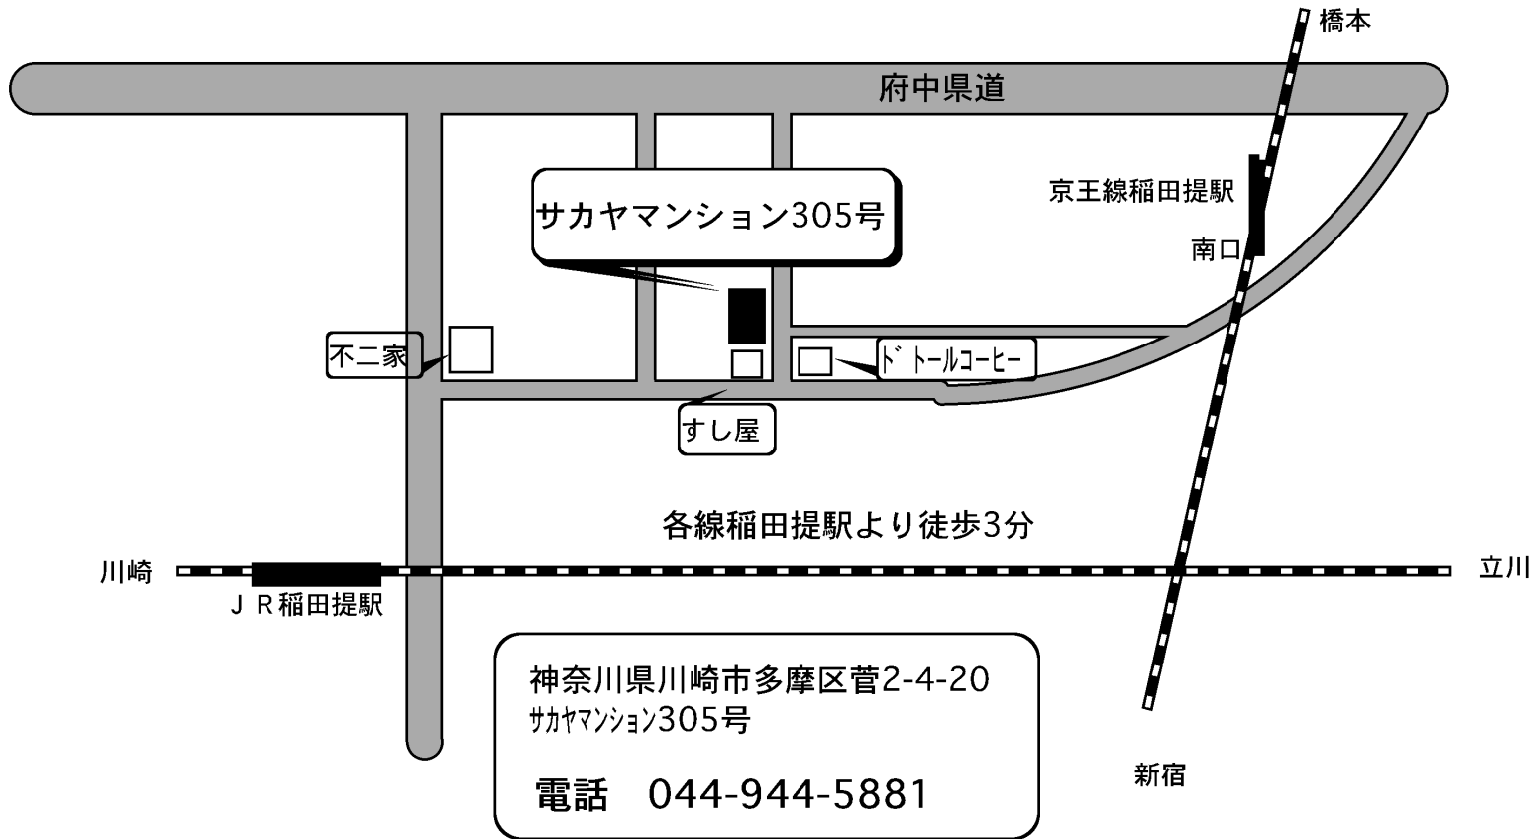 橋本
府中県道
京王線稲田提駅
サカヤマンション305号
南口
不二家
ﾄﾞﾄｰﾙｺｰﾋｰ
すし屋
各線稲田提駅より徒歩3分
川崎
立川
ＪＲ稲田提駅
神奈川県川崎市多摩区菅2-4-20
ｻｶﾔﾏﾝｼｮﾝ305号
新宿
電話　044-944-5881